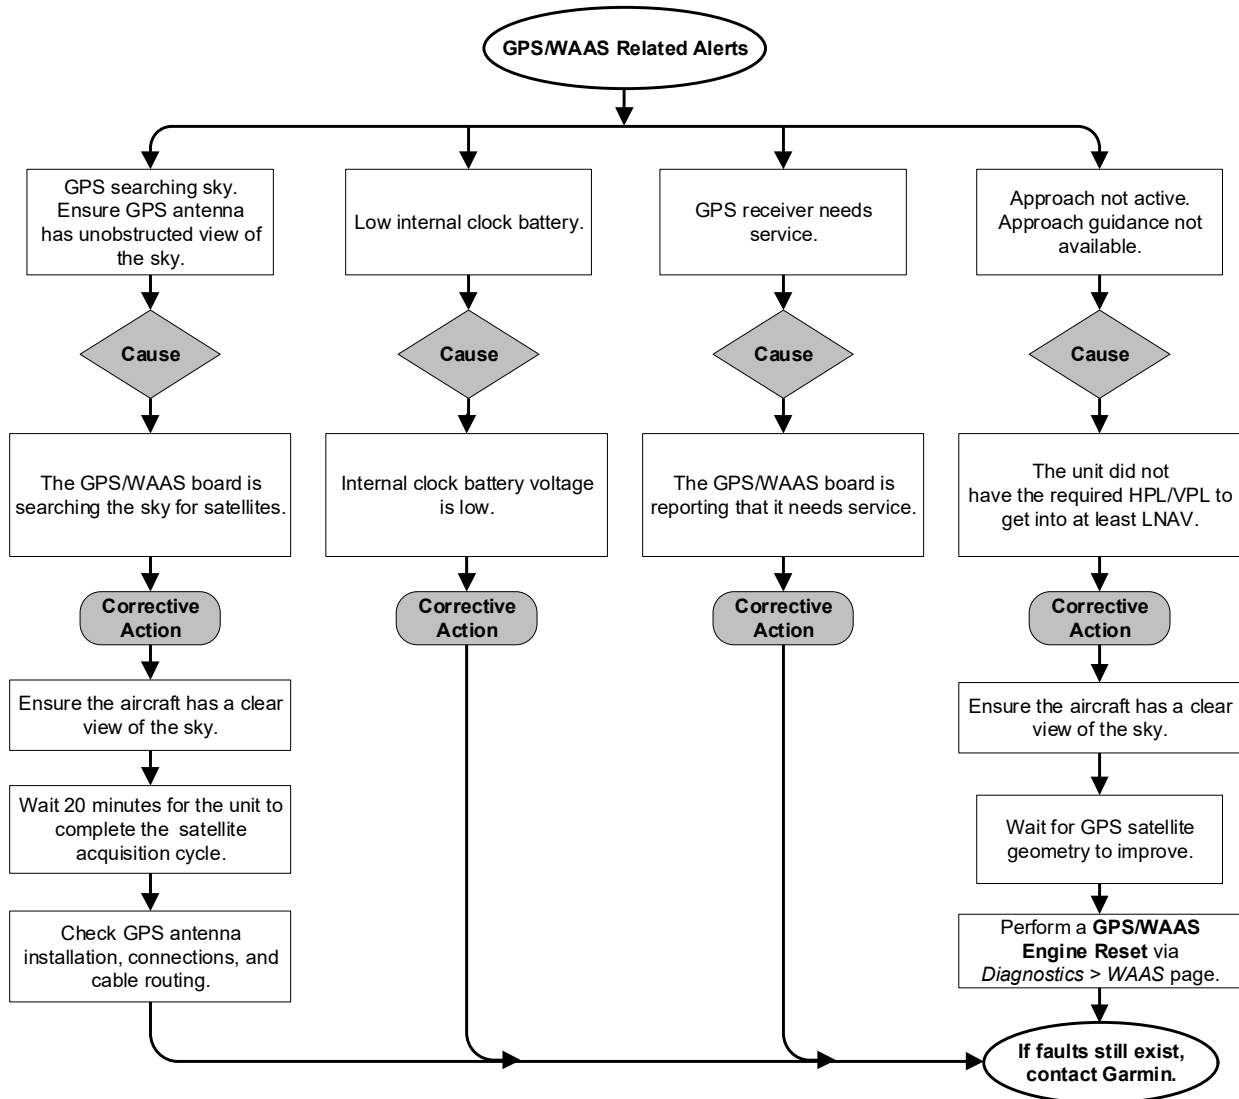 GPS/WAAS Related Alerts
GPS searching sky.
Ensure GPS antenna
has unobstructed view of
the sky.
Low internal clock battery.
GPS receiver needs
service.
Approach not active.
Approach guidance not
available.
Cause
Cause
Cause
Cause
The GPS/WAAS board is
searching the sky for satellites.
Internal clock battery voltage
is low.
The GPS/WAAS board is
reporting that it needs service.
The unit did not
have the required HPL/VPL to
get into at least LNAV.
Corrective
Action
Corrective
Action
Corrective
Action
Corrective
Action
Ensure the aircraft has a clear
view of the sky.
Wait 20 minutes for the unit to
complete the satellite
acquisition cycle.
Check GPS antenna
installation, connections, and
cable routing.
Ensure the aircraft has a clear
view of the sky.
Wait for GPS satellite
geometry to improve.
Perform a GPS/WAAS
Engine Reset via
Diagnostics > WAAS page.
If faults still exist,
contact Garmin.